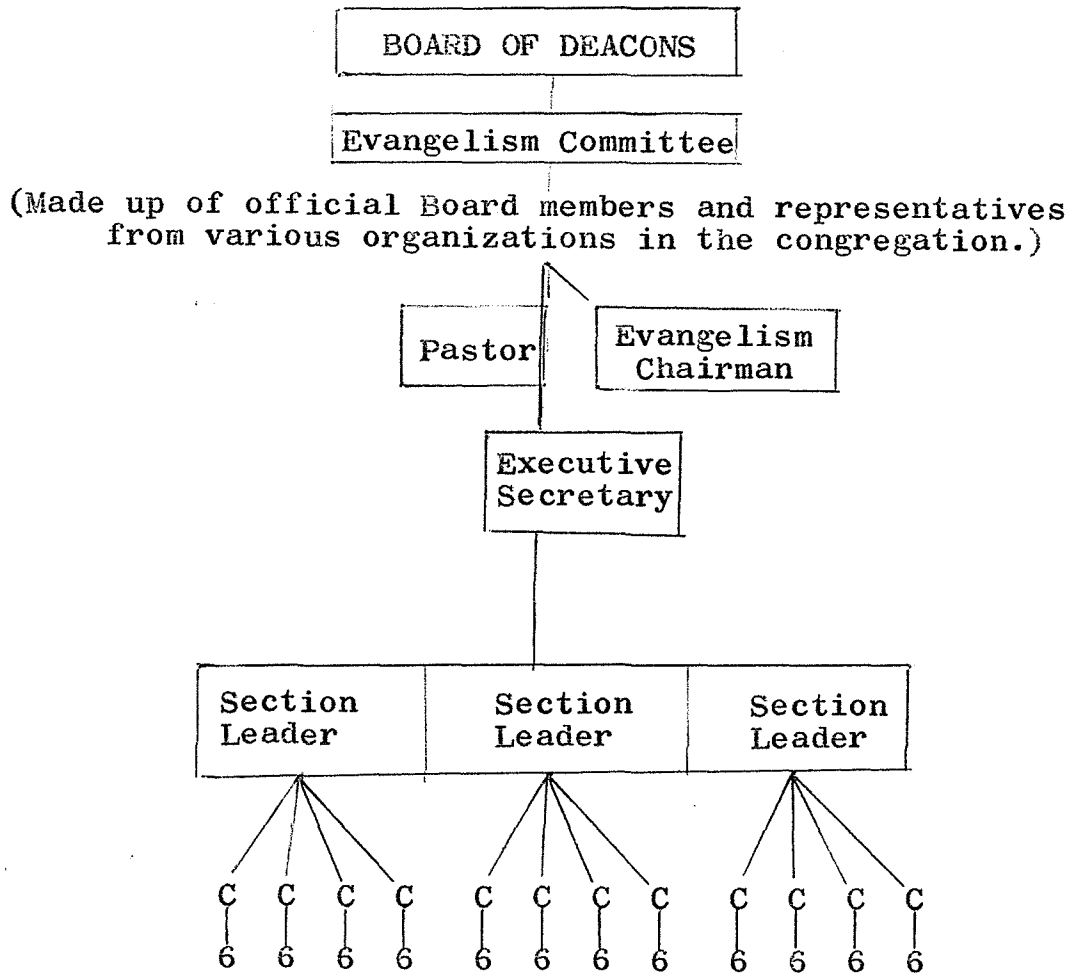 BOARD OF DEACONS
Evangelism Committee
(Made up of official Board members and representatives
from various organizations in the congregation.)
Pastor
Evangelism
Chairman
Executive
Secretary
Section
Leader
Section
Leader
Section
Leader
C C C C C C C C C C C C
6 6 6 6 6 6 6 6 6 6 6 6